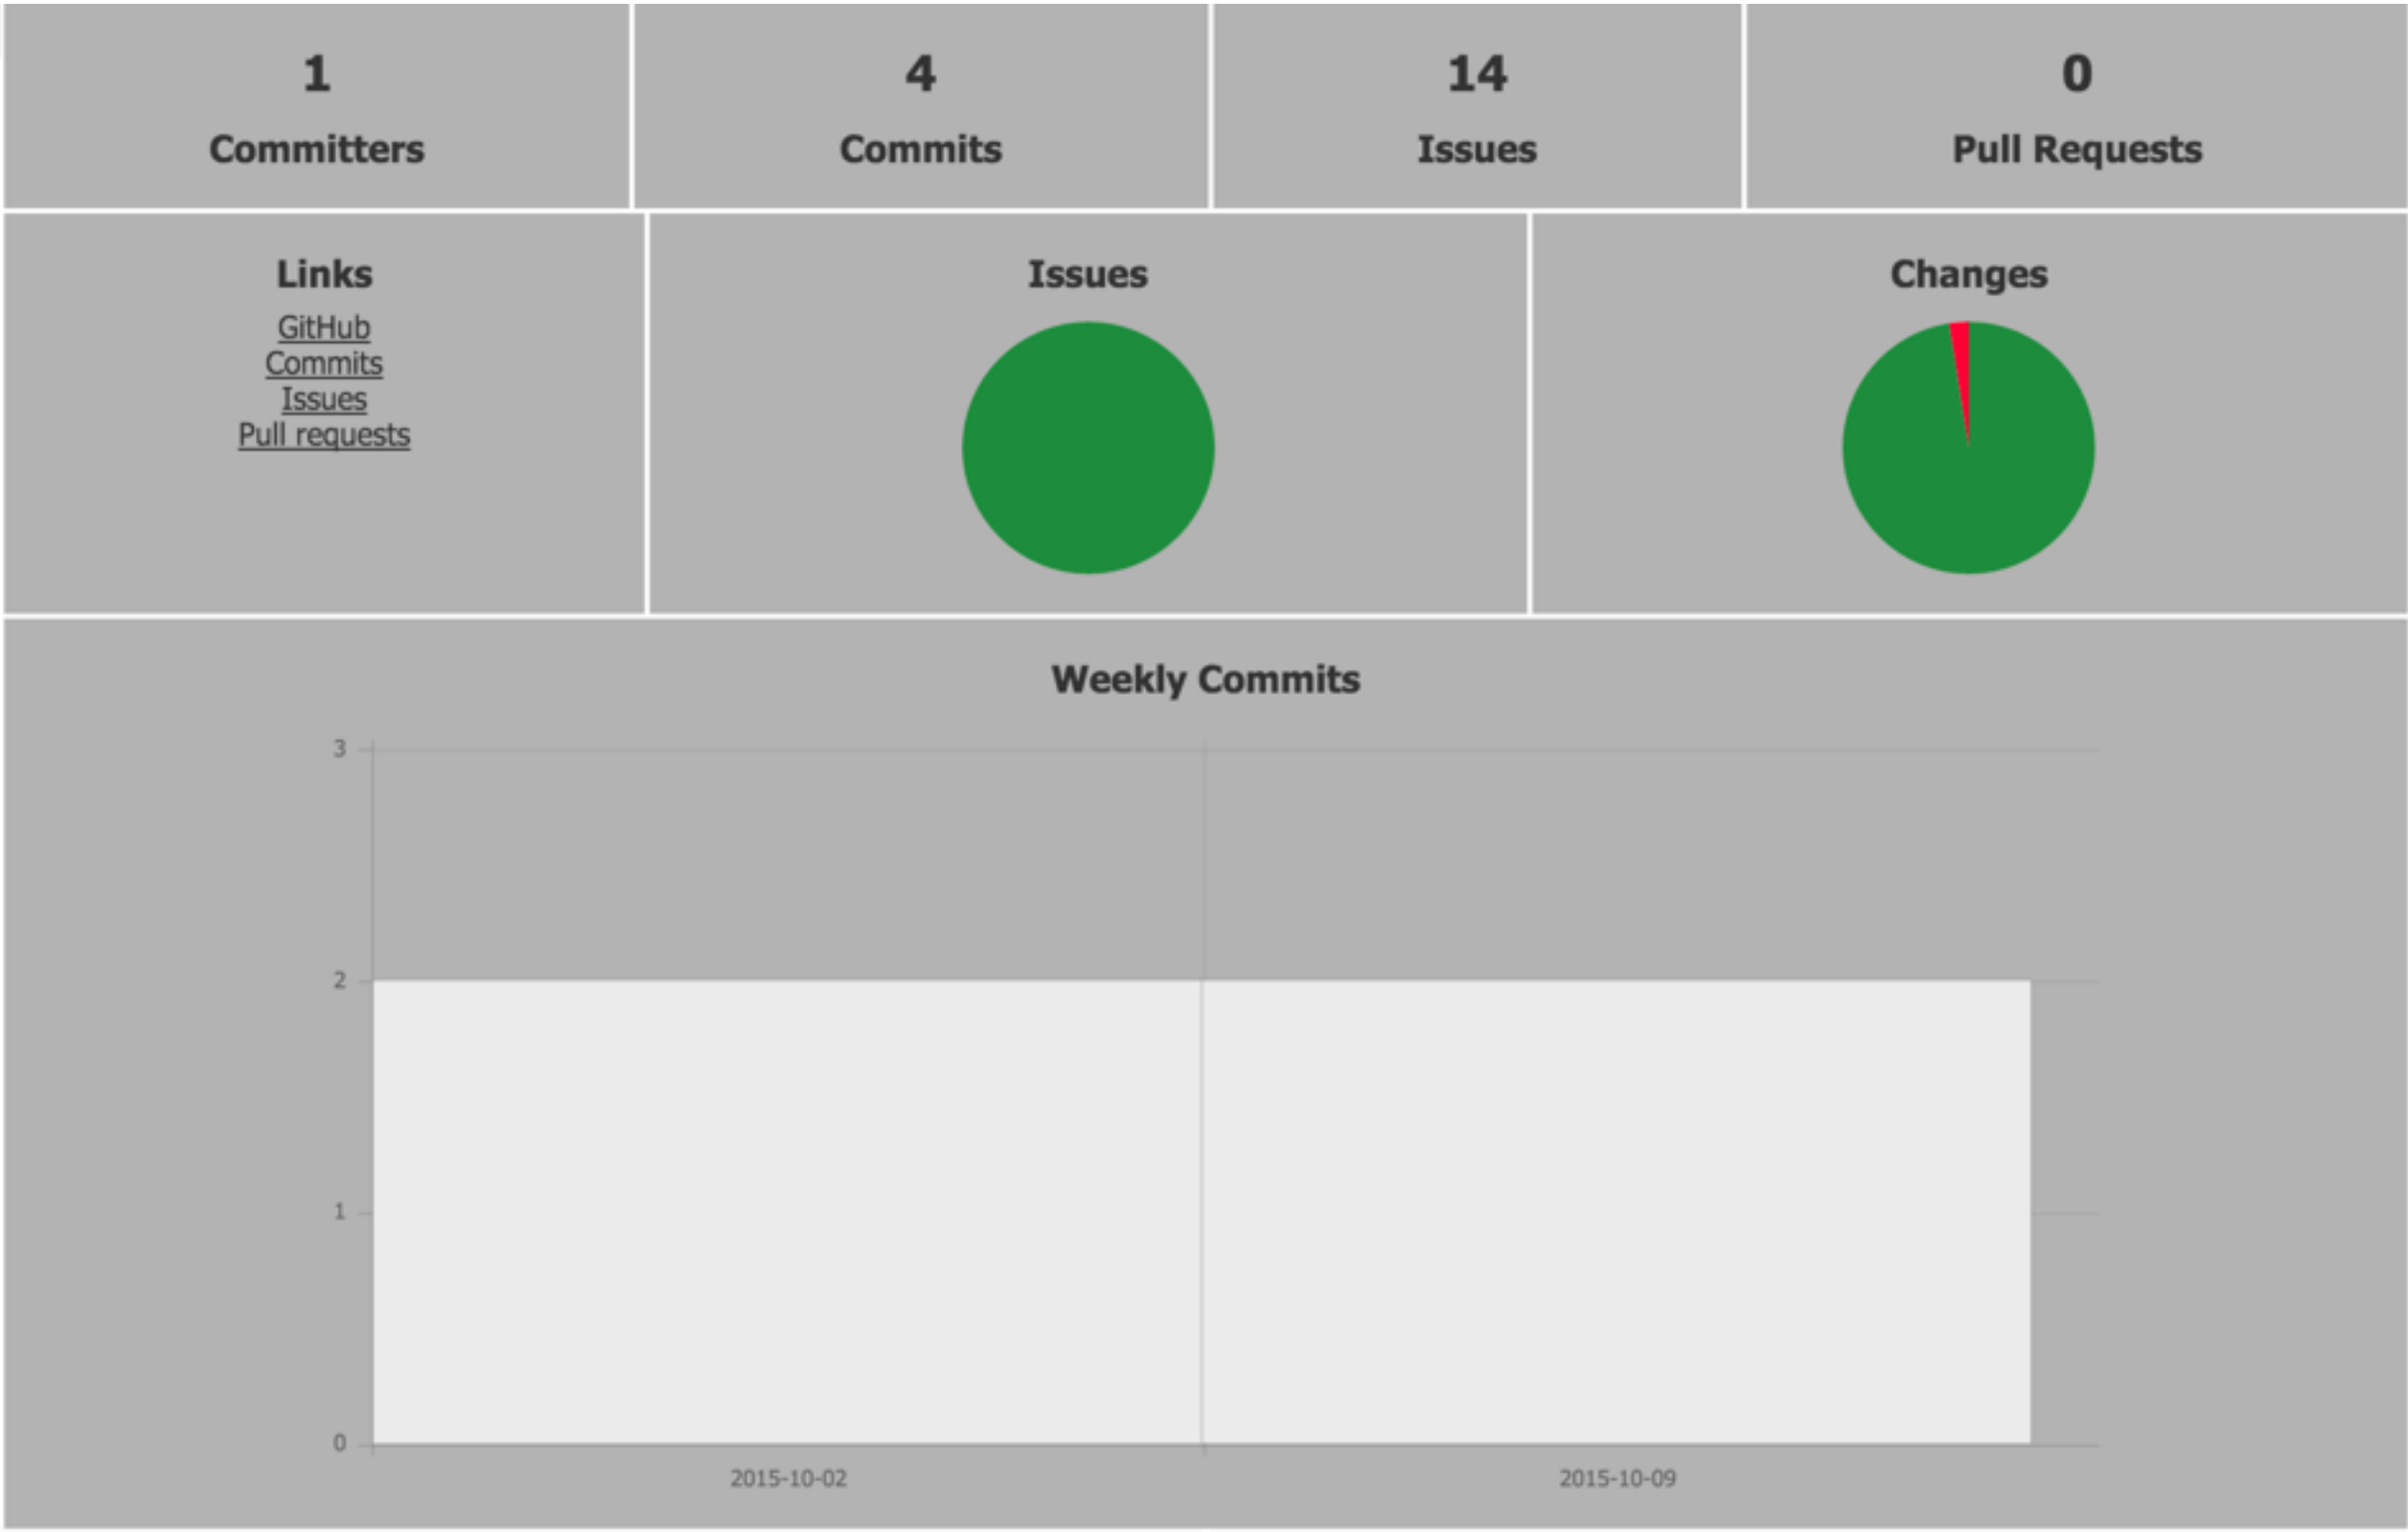 1
Committers
4
Commits
14
Issues
0
Pull Requests
Links
GitHub
Commits
Issues
Pull requests
Issues
Changes
Weekly Commits
3
2
1
0
2015-10-02
2015-10-09